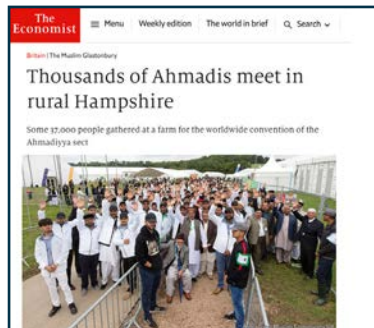 The
Economist
Menu Weekly edition The world in brief Search
Britain | The Muslim Glastonbury
Thousands of Ahmadis meet in
rural Hampshire
Some 37,000 people gathered at a farm for the worldwide convention of the
Ahmadiyya sect